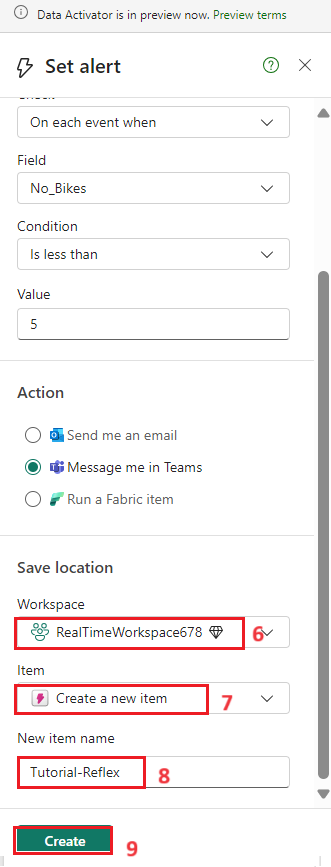 Data Activator is in preview now. Preview terms
Set alert
Check
On each event when
Field
No_Bikes
Condition
Is less than
Value
5
Action
Send me an email
Message me in Teams
Run a Fabric item
Save location
Workspace
RealTimeWorkspace678 6
Item
Create a new item 7
New item name
Tutorial-Reflex 8
Create 9